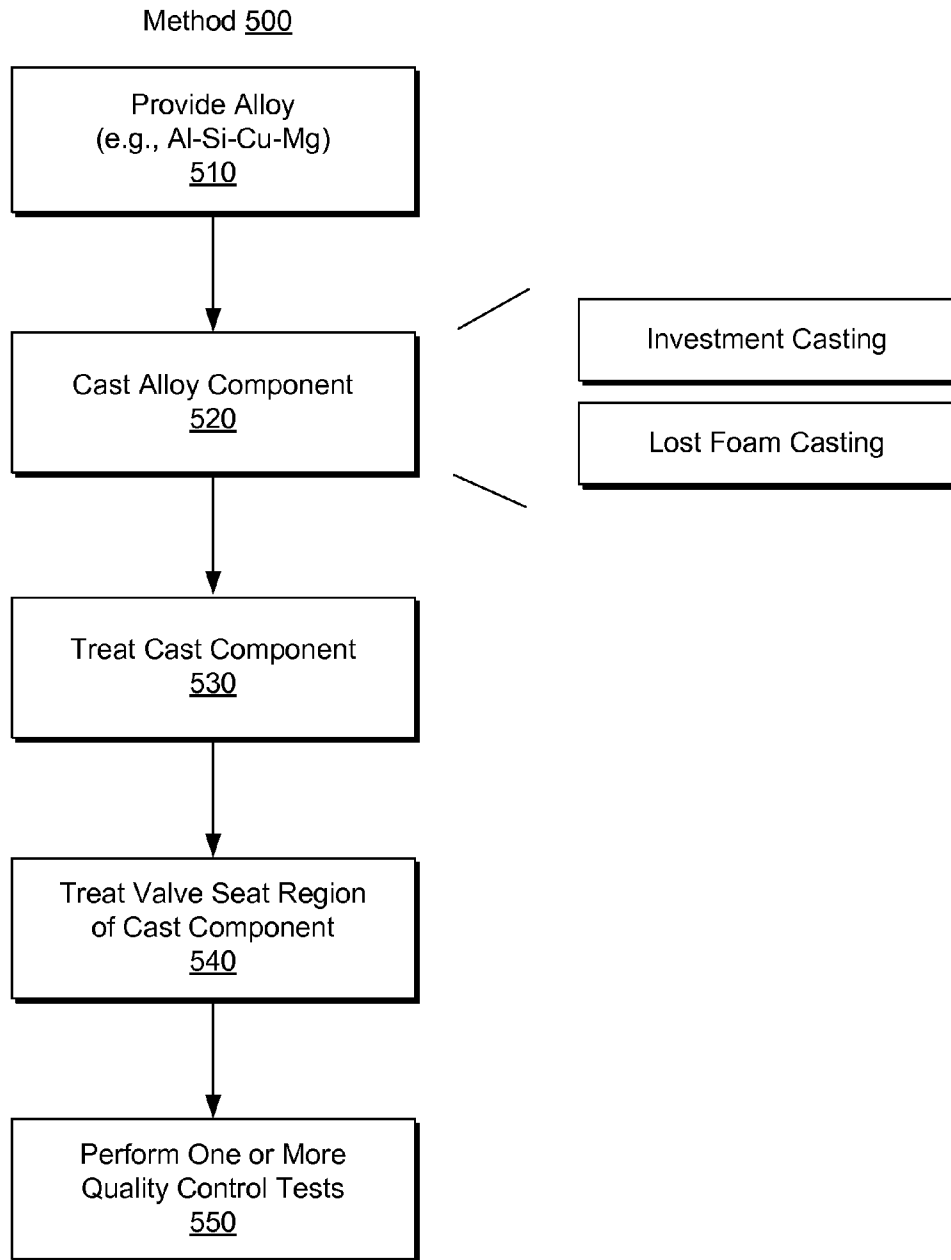 Method 500
Provide Alloy
(e.g., Al-Si-Cu-Mg)
510
Cast Alloy Component
520
Investment Casting
Lost Foam Casting
Treat Cast Component
530
Treat Valve Seat Region
of Cast Component
540
Perform One or More
Quality Control Tests
550